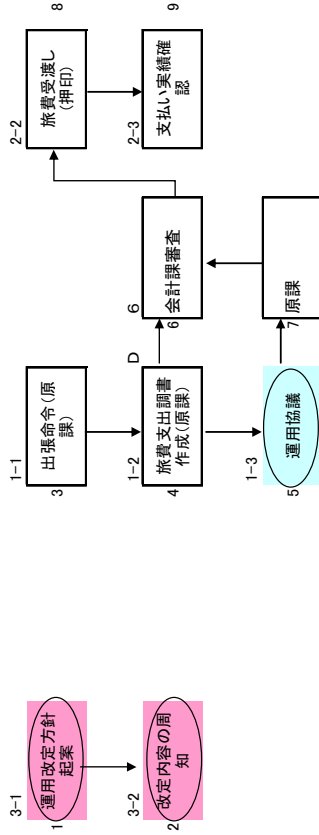 3-1
運用改定方針
起案
1
3-2
改定内容の周
知
2
1-1
出張命令(原
課)
3
1-2
D
旅費支出調書
作成(原課)
4
1-3
運用協議
5
6
会計課審査
6
原課
7
2-2
旅費受渡し
(押印)
8
2-3
支払い実績確
認
9